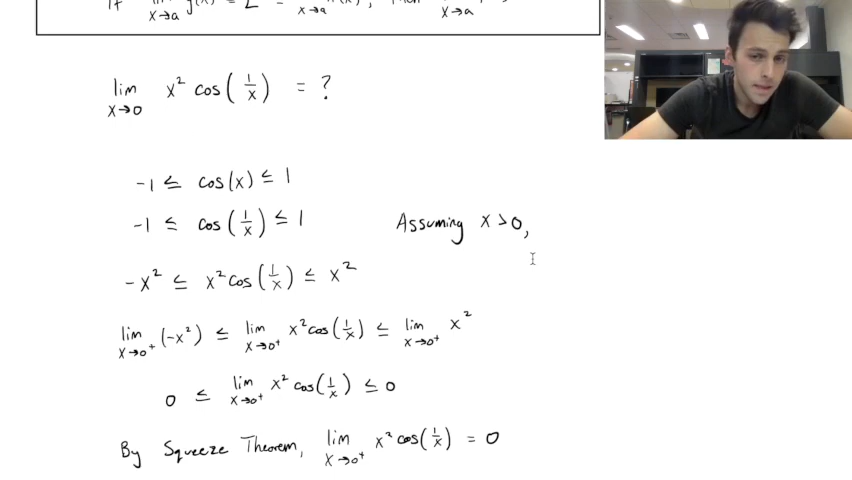 lim x→a g(x) = L = lim x→a
x→a
lim x→0 x² cos(1/x) = ?
-1 ≤ cos(x) ≤ 1
-1 ≤ cos(1/x) ≤ 1 Assuming x > 0,
-x² ≤ x² cos(1/x) ≤ x²
lim x→0⁺ (-x²) ≤ lim x→0⁺ x² cos(1/x) ≤ lim x→0⁺ x²
0 ≤ lim x→0⁺ x² cos(1/x) ≤ 0
By Squeeze Theorem, lim x→0⁺ x² cos(1/x) = 0